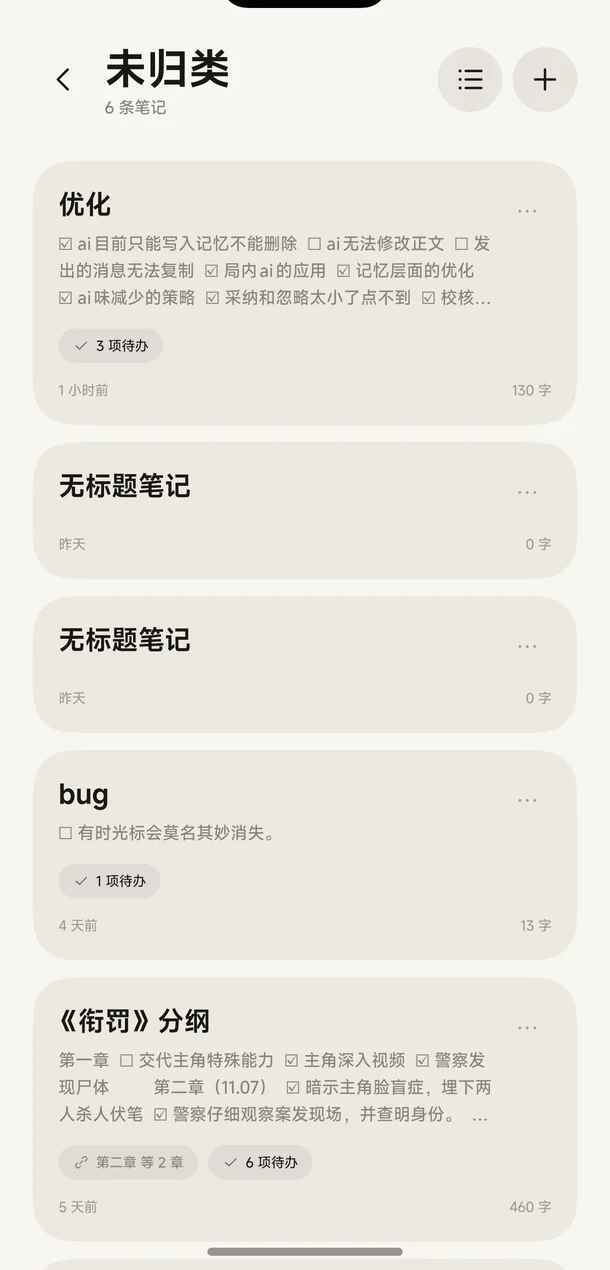 未归类
6 条笔记
优化
☑ ai目前只能写入记忆不能删除 ☐ ai无法修改正文 ☐ 发
出的消息无法复制 ☑ 局内ai的应用 ☑ 记忆层面的优化
☑ ai味减少的策略 ☑ 采纳和忽略太小了点不到 ☑ 校核...
3 项待办
1 小时前
130 字
无标题笔记
昨天
0 字
无标题笔记
昨天
0 字
bug
☐ 有时光标会莫名其妙消失。
1 项待办
4 天前
13 字
《衔罚》分纲
第一章 ☐ 交代主角特殊能力 ☑ 主角深入视频 ☑ 警察发
现尸体 第二章（11.07） ☑ 暗示主角脸盲症，埋下两
人杀人伏笔 ☑ 警察仔细观察案发现场，并查明身份。 ...
第二章 等 2 章
6 项待办
5 天前
460 字